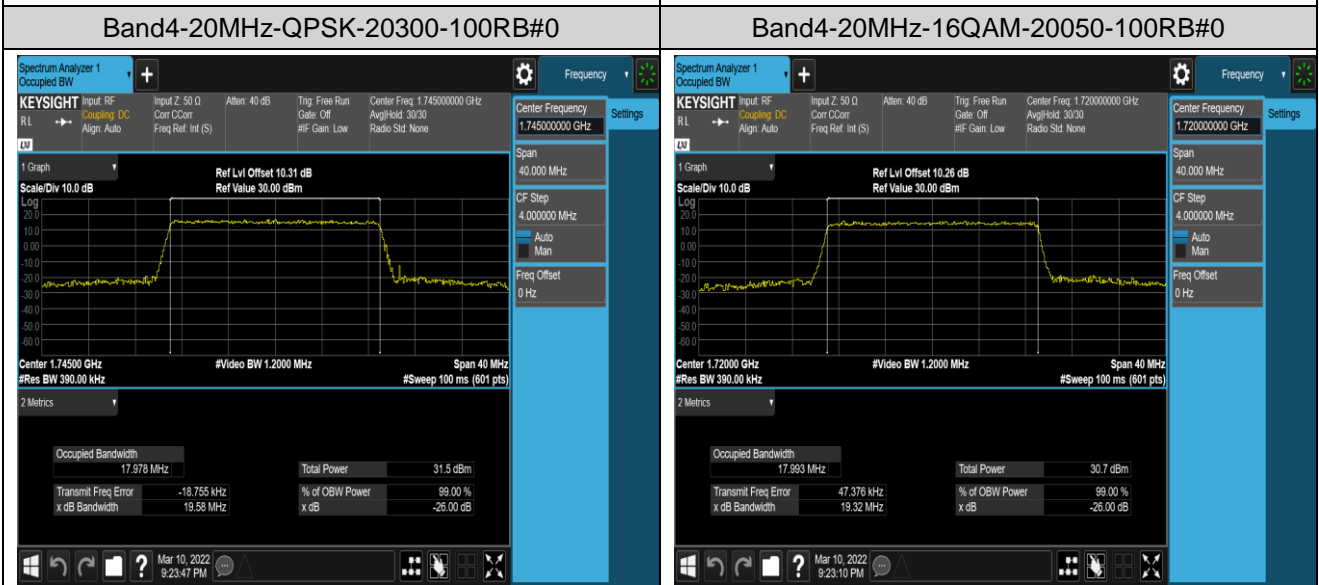 Band4-20MHz-QPSK-20300-100RB#0
Spectrum Analyzer 1
Occupied BW
+
Frequency
KEYSIGHT Input: RF
RL
Coupling: DC
Align: Auto
Input Z: 50 Ω
Corr CCorr
Freq Ref: Int (S)
Atten: 40 dB
Trig: Free Run
Gate: Off
#IF Gain: Low
Center Freq: 1.745000000 GHz
Avg|Hold: 30/30
Radio Std: None
LXI
Center Frequency
1.745000000 GHz
Settings
Span
40.000 MHz
CF Step
4.000000 MHz
Auto
Man
Freq Offset
0 Hz
1 Graph
Scale/Div 10.0 dB
Ref Lvl Offset 10.31 dB
Ref Value 30.00 dBm
Log
20.0
10.0
0.00
-10.0
-20.0
-30.0
-40.0
-50.0
-60.0
Center 1.74500 GHz
#Video BW 1.2000 MHz
Span 40 MHz
#Res BW 390.00 kHz
#Sweep 100 ms (601 pts)
2 Metrics
Occupied Bandwidth
17.978 MHz
Total Power 31.5 dBm
Transmit Freq Error -18.755 kHz
% of OBW Power 99.00 %
x dB Bandwidth 19.58 MHz
x dB -26.00 dB
?
Mar 10, 2022
9:23:47 PM
Band4-20MHz-16QAM-20050-100RB#0
Spectrum Analyzer 1
Occupied BW
+
Frequency
KEYSIGHT Input: RF
RL
Coupling: DC
Align: Auto
Input Z: 50 Ω
Corr CCorr
Freq Ref: Int (S)
Atten: 40 dB
Trig: Free Run
Gate: Off
#IF Gain: Low
Center Freq: 1.720000000 GHz
Avg|Hold: 30/30
Radio Std: None
LXI
Center Frequency
1.720000000 GHz
Settings
Span
40.000 MHz
CF Step
4.000000 MHz
Auto
Man
Freq Offset
0 Hz
1 Graph
Scale/Div 10.0 dB
Ref Lvl Offset 10.26 dB
Ref Value 30.00 dBm
Log
20.0
10.0
0.00
-10.0
-20.0
-30.0
-40.0
-50.0
-60.0
Center 1.72000 GHz
#Video BW 1.2000 MHz
Span 40 MHz
#Res BW 390.00 kHz
#Sweep 100 ms (601 pts)
2 Metrics
Occupied Bandwidth
17.993 MHz
Total Power 30.7 dBm
Transmit Freq Error 47.376 kHz
% of OBW Power 99.00 %
x dB Bandwidth 19.32 MHz
x dB -26.00 dB
?
Mar 10, 2022
9:23:10 PM